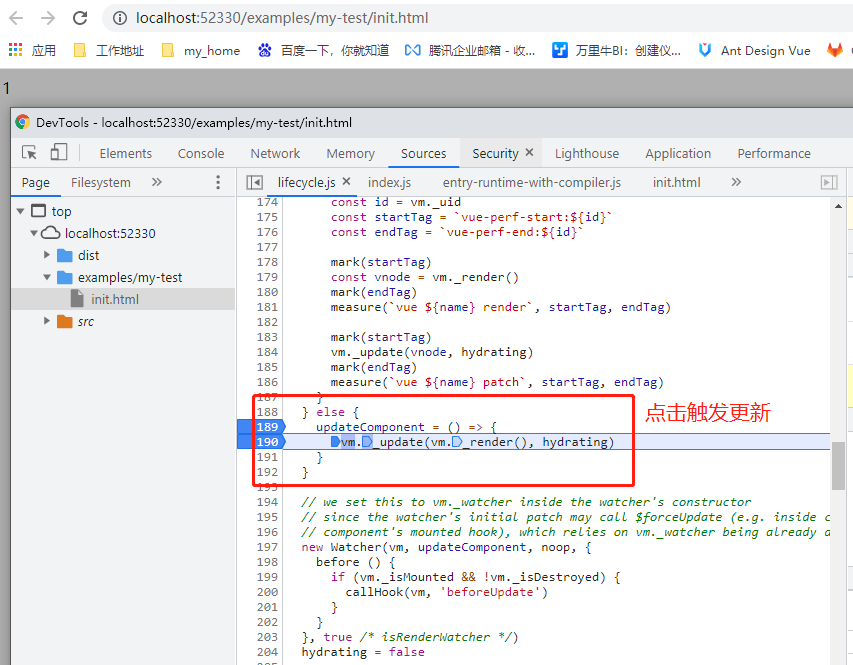 localhost:52330/examples/my-test/init.html
应用 工作地址 my_home 百度一下，你就知道 腾讯企业邮箱 - 收... 万里牛BI：创建仪... Ant Design Vue
1
DevTools - localhost:52330/examples/my-test/init.html
Elements Console Network Memory Sources Security × Lighthouse Application Performance
Page Filesystem » lifecycle.js × index.js entry-runtime-with-compiler.js init.html »
top
localhost:52330
dist
examples/my-test
init.html
src
174 const id = vm._uid
175 const startTag = `vue-perf-start:${id}`
176 const endTag = `vue-perf-end:${id}`
177
178 mark(startTag)
179 const vnode = vm._render()
180 mark(endTag)
181 measure(`vue ${name} render`, startTag, endTag)
182
183 mark(startTag)
184 vm._update(vnode, hydrating)
185 mark(endTag)
186 measure(`vue ${name} patch`, startTag, endTag)
187 }
188 } else {
点击触发更新
189 updateComponent = () => {
190 vm._update(vm._render(), hydrating)
191 }
192 }
193
194 // we set this to vm._watcher inside the watcher's constructor
195 // since the watcher's initial patch may call $forceUpdate (e.g. inside c
196 // component's mounted hook), which relies on vm._watcher being already d
197 new Watcher(vm, updateComponent, noop, {
198 before () {
199 if (vm._isMounted && !vm._isDestroyed) {
200 callHook(vm, 'beforeUpdate')
201 }
202 }
203 }, true /* isRenderWatcher */)
204 hydrating = false